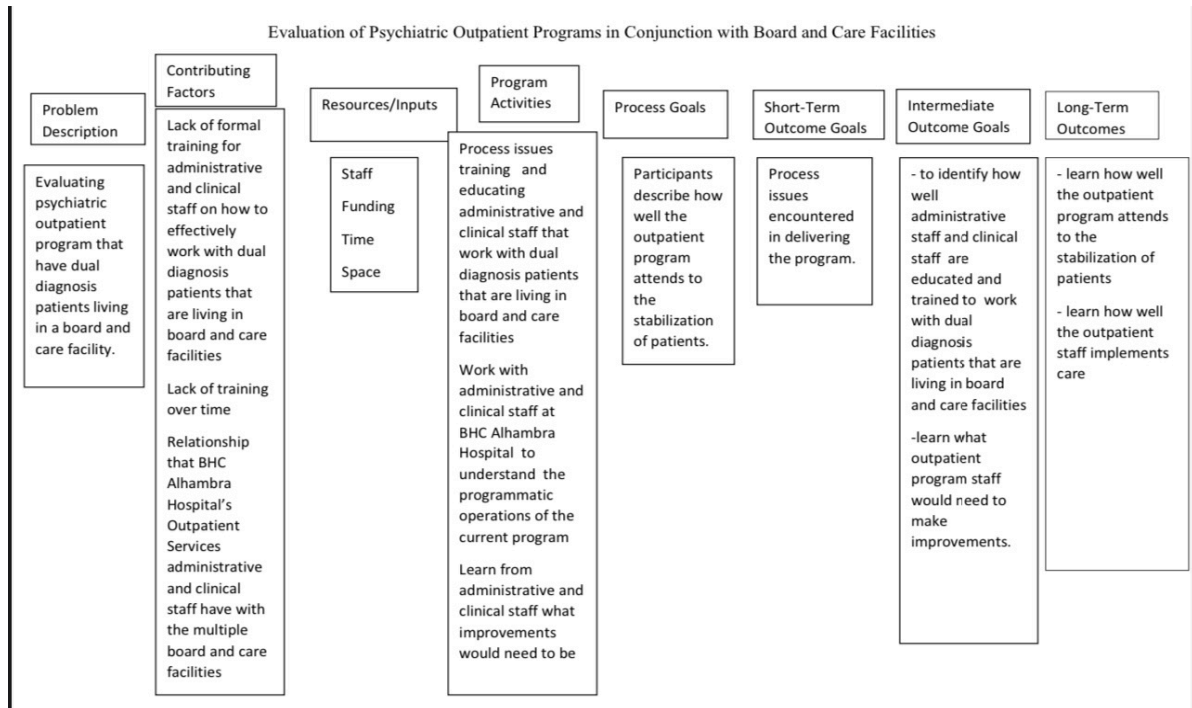 Evaluation of Psychiatric Outpatient Programs in Conjunction with Board and Care Facilities
Problem
Description
Evaluating
psychiatric
outpatient
program that
have dual
diagnosis
patients living
in a board and
care facility.
Contributing
Factors
Lack of formal
training for
administrative
and clinical
staff on how to
effectively
work with dual
diagnosis
patients that
are living in
board and care
facilities
Lack of training
over time
Relationship
that BHC
Alhambra
Hospital’s
Outpatient
Services
administrative
and clinical
staff have with
the multiple
board and care
facilities
Resources/Inputs
Staff
Funding
Time
Space
Program
Activities
Process issues
training and
educating
administrative and
clinical staff that
work with dual
diagnosis patients
that are living in
board and care
facilities
Work with
administrative and
clinical staff at
BHC Alhambra
Hospital to
understand the
programmatic
operations of the
current program
Learn from
administrative and
clinical staff what
improvements
would need to be
Process Goals
Participants
describe how
well the
outpatient
program
attends to
the
stabilization
of patients.
Short-Term
Outcome Goals
Process
issues
encountered
in delivering
the program.
Intermediate
Outcome Goals
- to identify how
well
administrative
staff and clinical
staff are
educated and
trained to work
with dual
diagnosis
patients that are
living in board
and care facilities
-learn what
outpatient
program staff
would need to
make
improvements.
Long-Term
Outcomes
- learn how well
the outpatient
program attends
to the
stabilization of
patients
- learn how well
the outpatient
staff implements
care